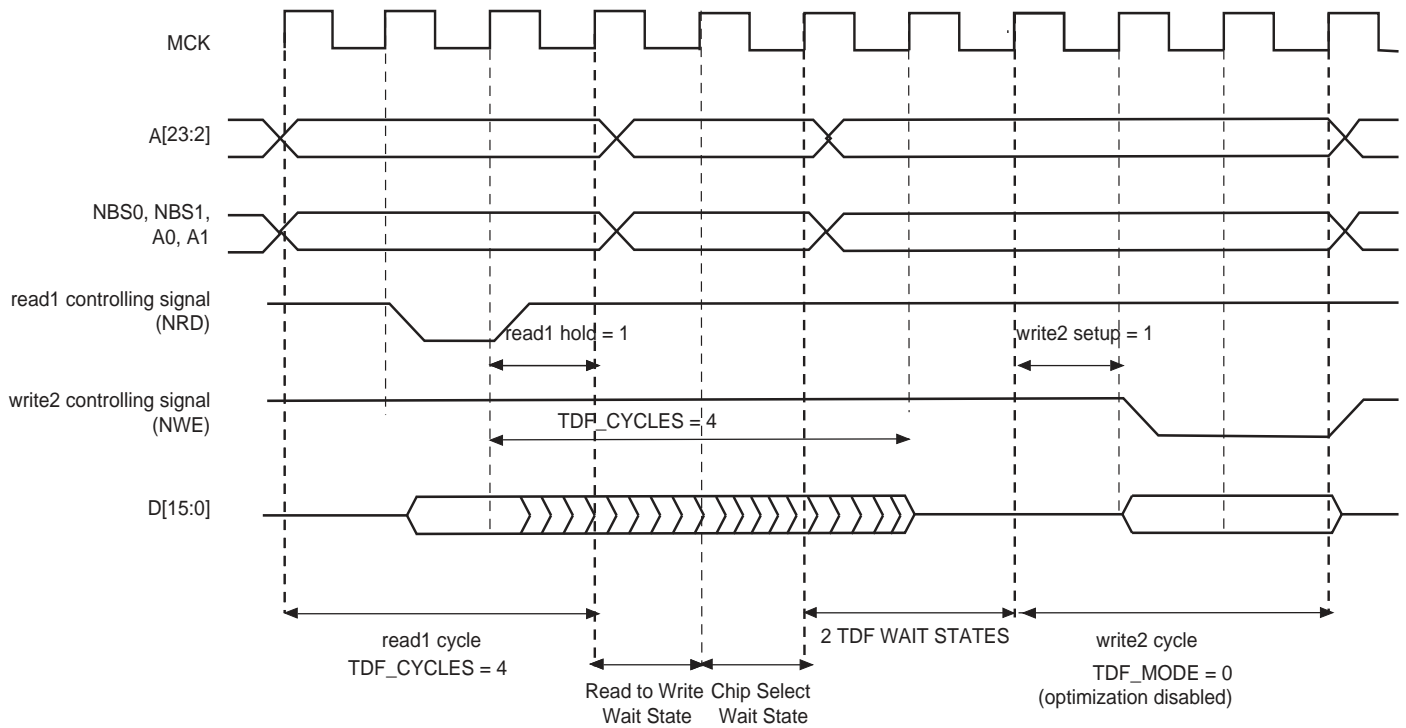 MCK
A[23:2]
NBS0, NBS1,
A0, A1
read1 controlling signal
(NRD)
read1 hold = 1
write2 setup = 1
write2 controlling signal
(NWE)
TDF_CYCLES = 4
D[15:0]
read1 cycle
TDF_CYCLES = 4
2 TDF WAIT STATES
write2 cycle
TDF_MODE = 0
(optimization disabled)
Read to Write
Wait State
Chip Select
Wait State